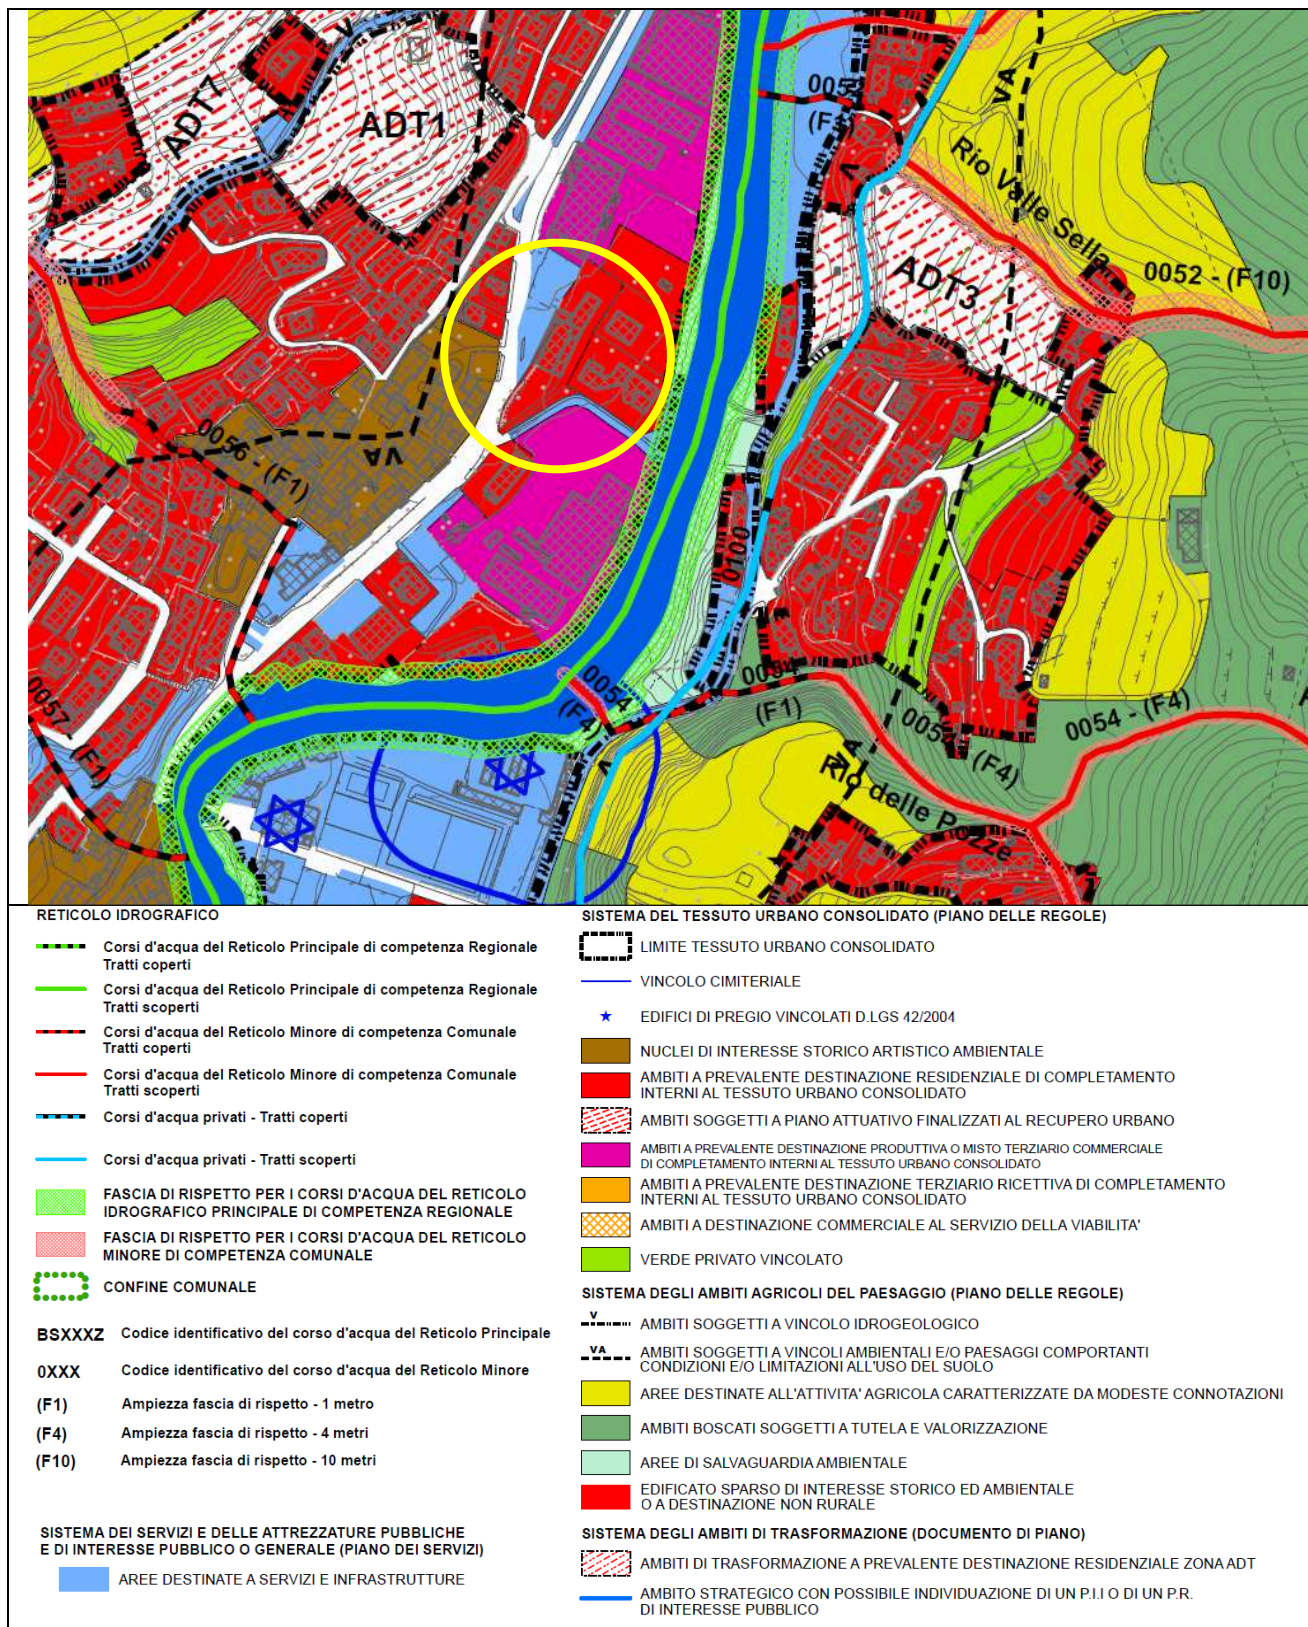 ADT7
ADT1
V
VA
005
(F
V
Rio Valle Sella
0052 - (F10)
ADT3
0056 - (F1)
VA
0100
0057
(F1)
0054
(F4)
(F1)
0054 - (F4)
(F4)
VA
Rio delle Pozze
RETICOLO IDROGRAFICO
Corsi d'acqua del Reticolo Principale di competenza Regionale
Tratti coperti
Corsi d'acqua del Reticolo Principale di competenza Regionale
Tratti scoperti
Corsi d'acqua del Reticolo Minore di competenza Comunale
Tratti coperti
Corsi d'acqua del Reticolo Minore di competenza Comunale
Tratti scoperti
Corsi d'acqua privati - Tratti coperti
Corsi d'acqua privati - Tratti scoperti
FASCIA DI RISPETTO PER I CORSI D'ACQUA DEL RETICOLO
IDROGRAFICO PRINCIPALE DI COMPETENZA REGIONALE
FASCIA DI RISPETTO PER I CORSI D'ACQUA DEL RETICOLO
MINORE DI COMPETENZA COMUNALE
CONFINE COMUNALE
BSXXXZ Codice identificativo del corso d'acqua del Reticolo Principale
0XXX Codice identificativo del corso d'acqua del Reticolo Minore
(F1) Ampiezza fascia di rispetto - 1 metro
(F4) Ampiezza fascia di rispetto - 4 metri
(F10) Ampiezza fascia di rispetto - 10 metri
SISTEMA DEI SERVIZI E DELLE ATTREZZATURE PUBBLICHE
E DI INTERESSE PUBBLICO O GENERALE (PIANO DEI SERVIZI)
AREE DESTINATE A SERVIZI E INFRASTRUTTURE
SISTEMA DEL TESSUTO URBANO CONSOLIDATO (PIANO DELLE REGOLE)
LIMITE TESSUTO URBANO CONSOLIDATO
VINCOLO CIMITERIALE
EDIFICI DI PREGIO VINCOLATI D.LGS 42/2004
NUCLEI DI INTERESSE STORICO ARTISTICO AMBIENTALE
AMBITI A PREVALENTE DESTINAZIONE RESIDENZIALE DI COMPLETAMENTO
INTERNI AL TESSUTO URBANO CONSOLIDATO
AMBITI SOGGETTI A PIANO ATTUATIVO FINALIZZATI AL RECUPERO URBANO
AMBITI A PREVALENTE DESTINAZIONE PRODUTTIVA O MISTO TERZIARIO COMMERCIALE
DI COMPLETAMENTO INTERNI AL TESSUTO URBANO CONSOLIDATO
AMBITI A PREVALENTE DESTINAZIONE TERZIARIO RICETTIVA DI COMPLETAMENTO
INTERNI AL TESSUTO URBANO CONSOLIDATO
AMBITI A DESTINAZIONE COMMERCIALE AL SERVIZIO DELLA VIABILITA'
VERDE PRIVATO VINCOLATO
SISTEMA DEGLI AMBITI AGRICOLI DEL PAESAGGIO (PIANO DELLE REGOLE)
V AMBITI SOGGETTI A VINCOLO IDROGEOLOGICO
VA AMBITI SOGGETTI A VINCOLI AMBIENTALI E/O PAESAGGI COMPORTANTI
CONDIZIONI E/O LIMITAZIONI ALL'USO DEL SUOLO
AREE DESTINATE ALL'ATTIVITA' AGRICOLA CARATTERIZZATE DA MODESTE CONNOTAZIONI
AMBITI BOSCATI SOGGETTI A TUTELA E VALORIZZAZIONE
AREE DI SALVAGUARDIA AMBIENTALE
EDIFICATO SPARSO DI INTERESSE STORICO ED AMBIENTALE
O A DESTINAZIONE NON RURALE
SISTEMA DEGLI AMBITI DI TRASFORMAZIONE (DOCUMENTO DI PIANO)
AMBITI DI TRASFORMAZIONE A PREVALENTE DESTINAZIONE RESIDENZIALE ZONA ADT
AMBITO STRATEGICO CON POSSIBILE INDIVIDUAZIONE DI UN P.I.I O DI UN P.R.
DI INTERESSE PUBBLICO